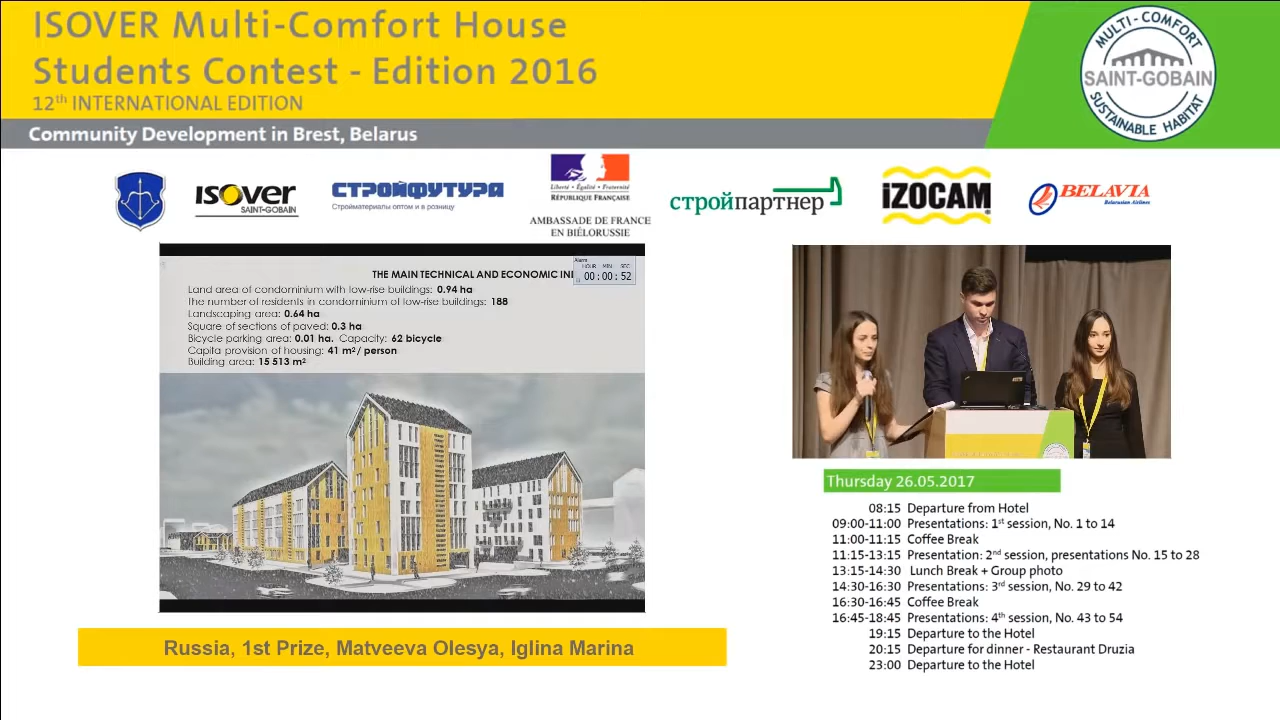 ISOVER Multi-Comfort House
Students Contest - Edition 2016
12th INTERNATIONAL EDITION
Community Development in Brest, Belarus
MULTI-COMFORT
SAINT-GOBAIN
SUSTAINABLE HABITAT
isover
SAINT-GOBAIN
СТРОЙФУТУРА
Стройматериалы оптом и в розницу
Liberté • Égalité • Fraternité
RÉPUBLIQUE FRANÇAISE
AMBASSADE DE FRANCE
EN BIÉLORUSSIE
стройпартнер
iZOCAM
BELAVIA
Belarusian Airlines
THE MAIN TECHNICAL AND ECONOMIC
Alarm
HOUR MIN SEC
00:00:52
Land area of condominium with low-rise buildings: 0.94 ha
The number of residents in condominium of low-rise buildings: 188
Landscaping area: 0.64 ha
Square of sections of paved: 0.3 ha
Bicycle parking area: 0.01 ha. Capacity: 62 bicycle
Capita provision of housing: 41 m²/ person
Building area: 15 513 m²
Russia, 1st Prize, Matveeva Olesya, Iglina Marina
Thursday 26.05.2017
08:15 Departure from Hotel
09:00-11:00 Presentations: 1st session, No. 1 to 14
11:00-11:15 Coffee Break
11:15-13:15 Presentation: 2nd session, presentations No. 15 to 28
13:15-14:30 Lunch Break + Group photo
14:30-16:30 Presentations: 3rd session, No. 29 to 42
16:30-16:45 Coffee Break
16:45-18:45 Presentations: 4th session, No. 43 to 54
19:15 Departure to the Hotel
20:15 Departure for dinner - Restaurant Druzia
23:00 Departure to the Hotel